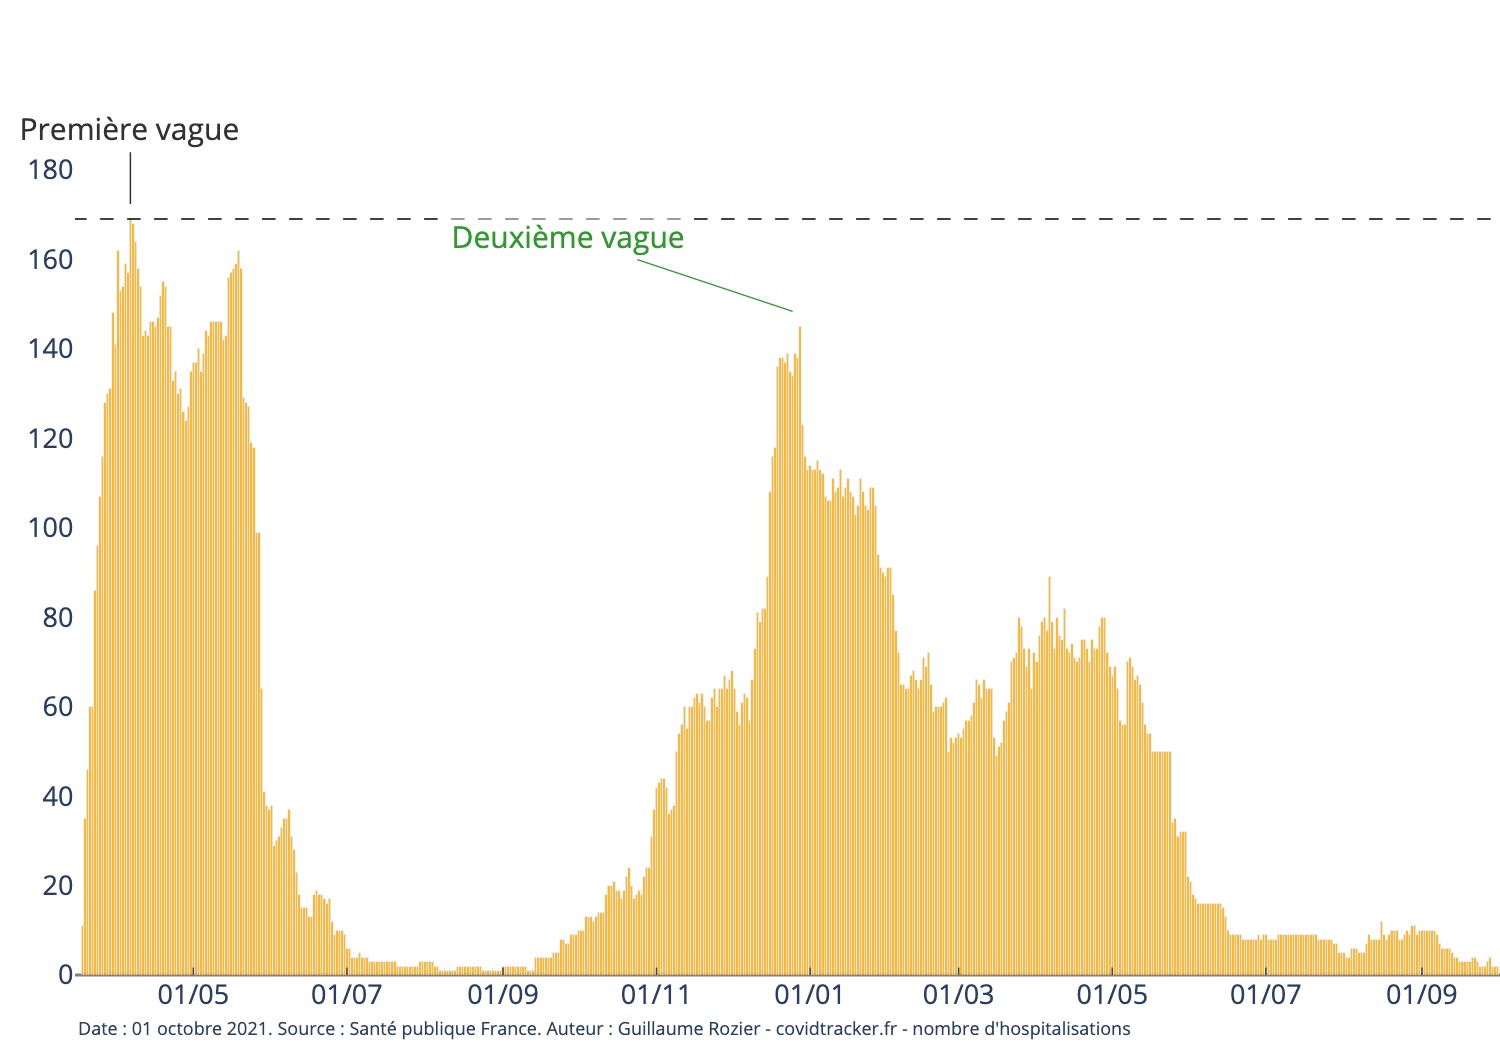 Première vague
180
Deuxième vague
160
140
120
100
80
60
40
20
0
01/05 01/07 01/09 01/11 01/01 01/03 01/05 01/07 01/09
Date : 01 octobre 2021. Source : Santé publique France. Auteur : Guillaume Rozier - covidtracker.fr - nombre d'hospitalisations